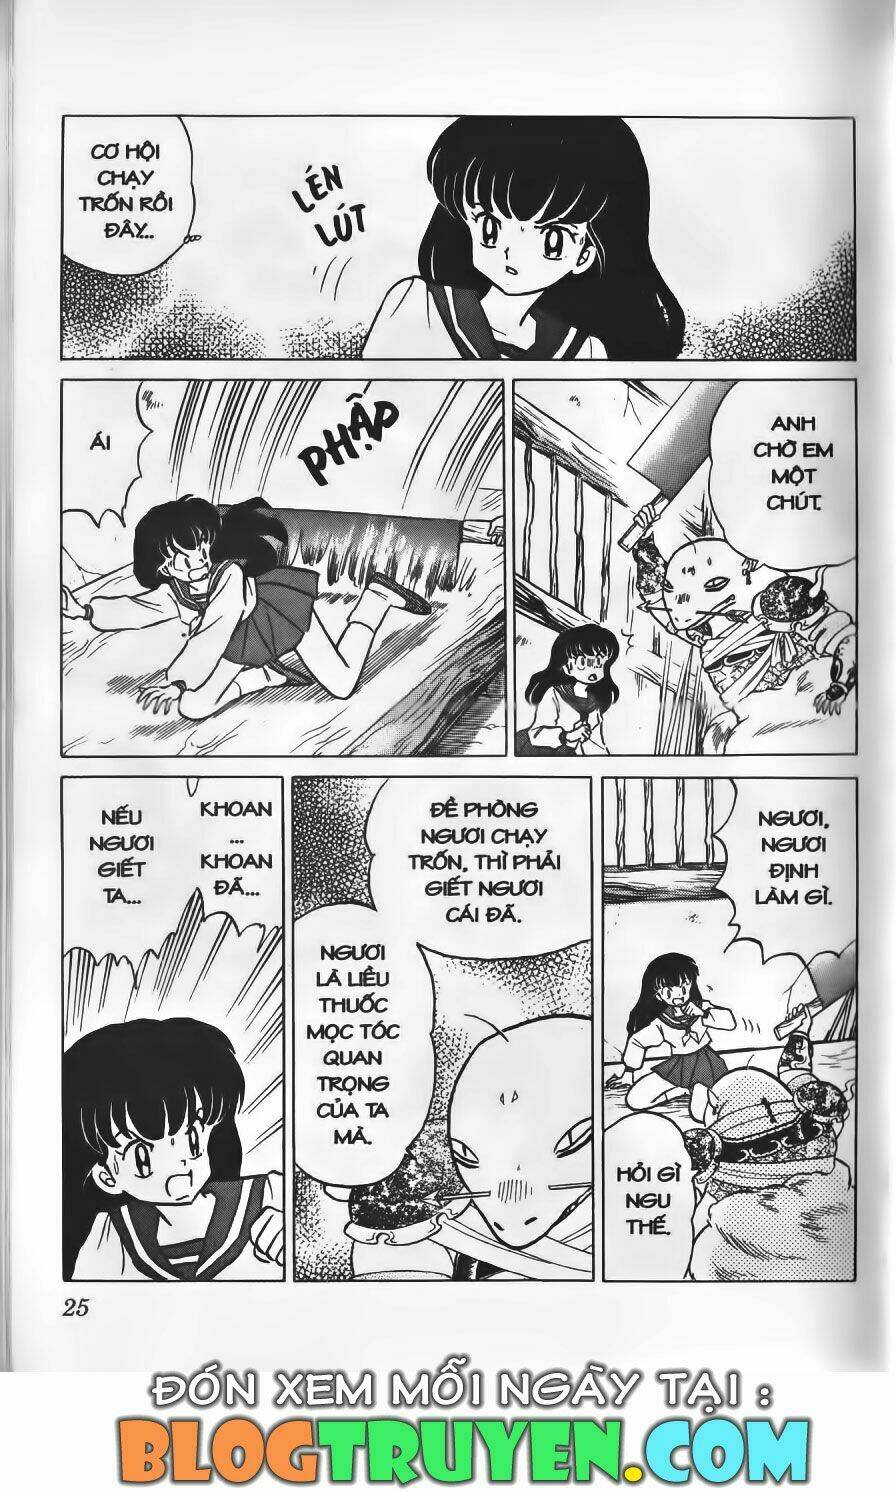 CƠ HỘI
CHẠY
TRỐN RỒI
ĐÂY...
LÉN
LÚT
ANH
CHỜ EM
MỘT
CHÚT.
PHẬP
ÁI
NGƯƠI,
NGƯƠI
ĐỊNH
LÀM GÌ.
HỎI GÌ
NGU
THẾ.
ĐỀ PHÒNG
NGƯƠI CHẠY
TRỐN, THÌ PHẢI
GIẾT NGƯƠI
CÁI ĐÃ.
NGƯƠI
LÀ LIỀU
THUỐC
MỌC TÓC
QUAN
TRỌNG
CỦA TA
MÀ.
KHOAN
...
KHOAN
ĐÃ...
NẾU
NGƯƠI
GIẾT
TA...
25
ĐÓN XEM MỖI NGÀY TẠI :
BLOGTRUYEN.COM